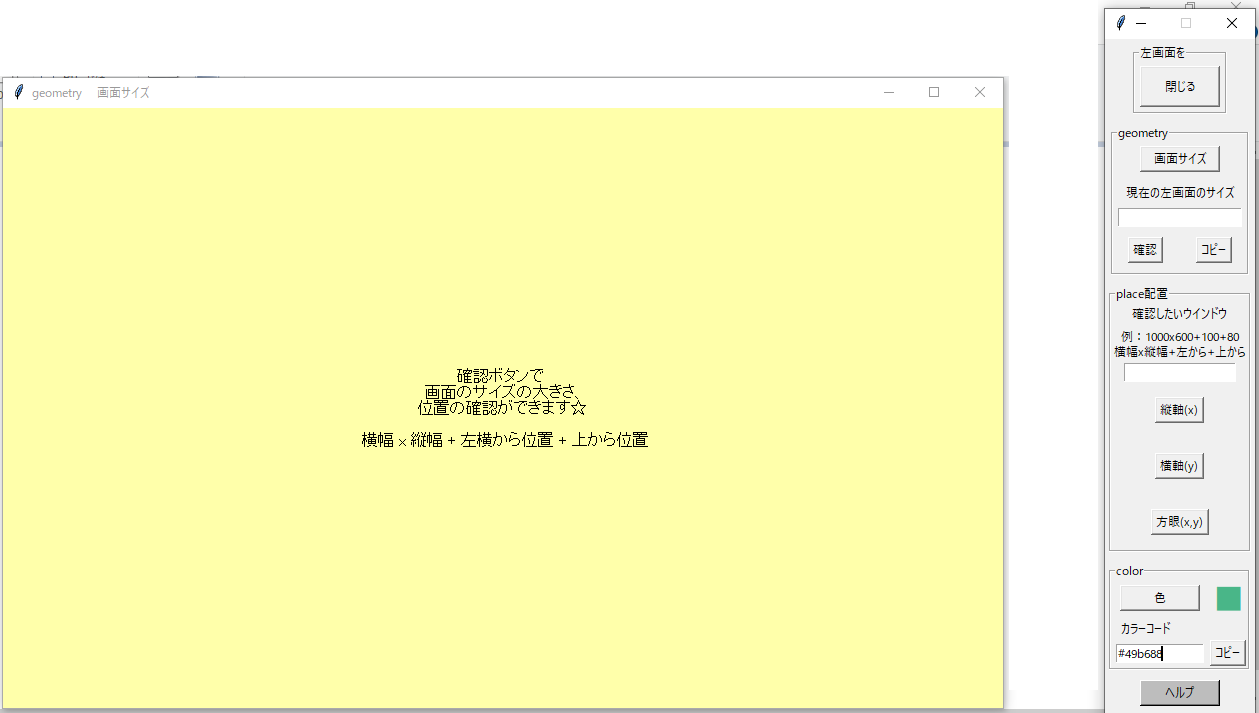 geometry 画面サイズ
確認ボタンで
画面のサイズの大きさ、
位置の確認ができます☆
横幅 x 縦幅 + 左横から位置 + 上から位置
左画面を
閉じる
geometry
画面サイズ
現在の左画面のサイズ
確認 コピー
place配置
確認したいウインドウ
例：1000x600+100+80
横幅x縦幅+左から+上から
縦軸(x)
横軸(y)
方眼(x,y)
color
色
カラーコード
#49b688 コピー
ヘルプ